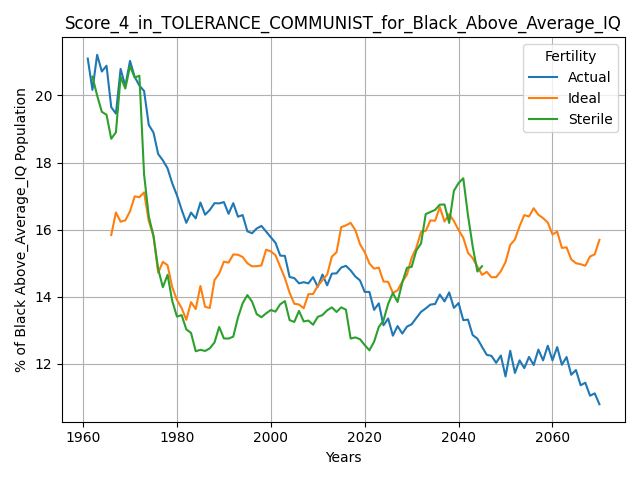 Score_4_in_TOLERANCE_COMMUNIST_for_Black_Above_Average_IQ
Fertility
Actual
Ideal
Sterile
% of Black Above_Average_IQ Population
20
18
16
14
12
1960
1980
2000
2020
2040
2060
Years